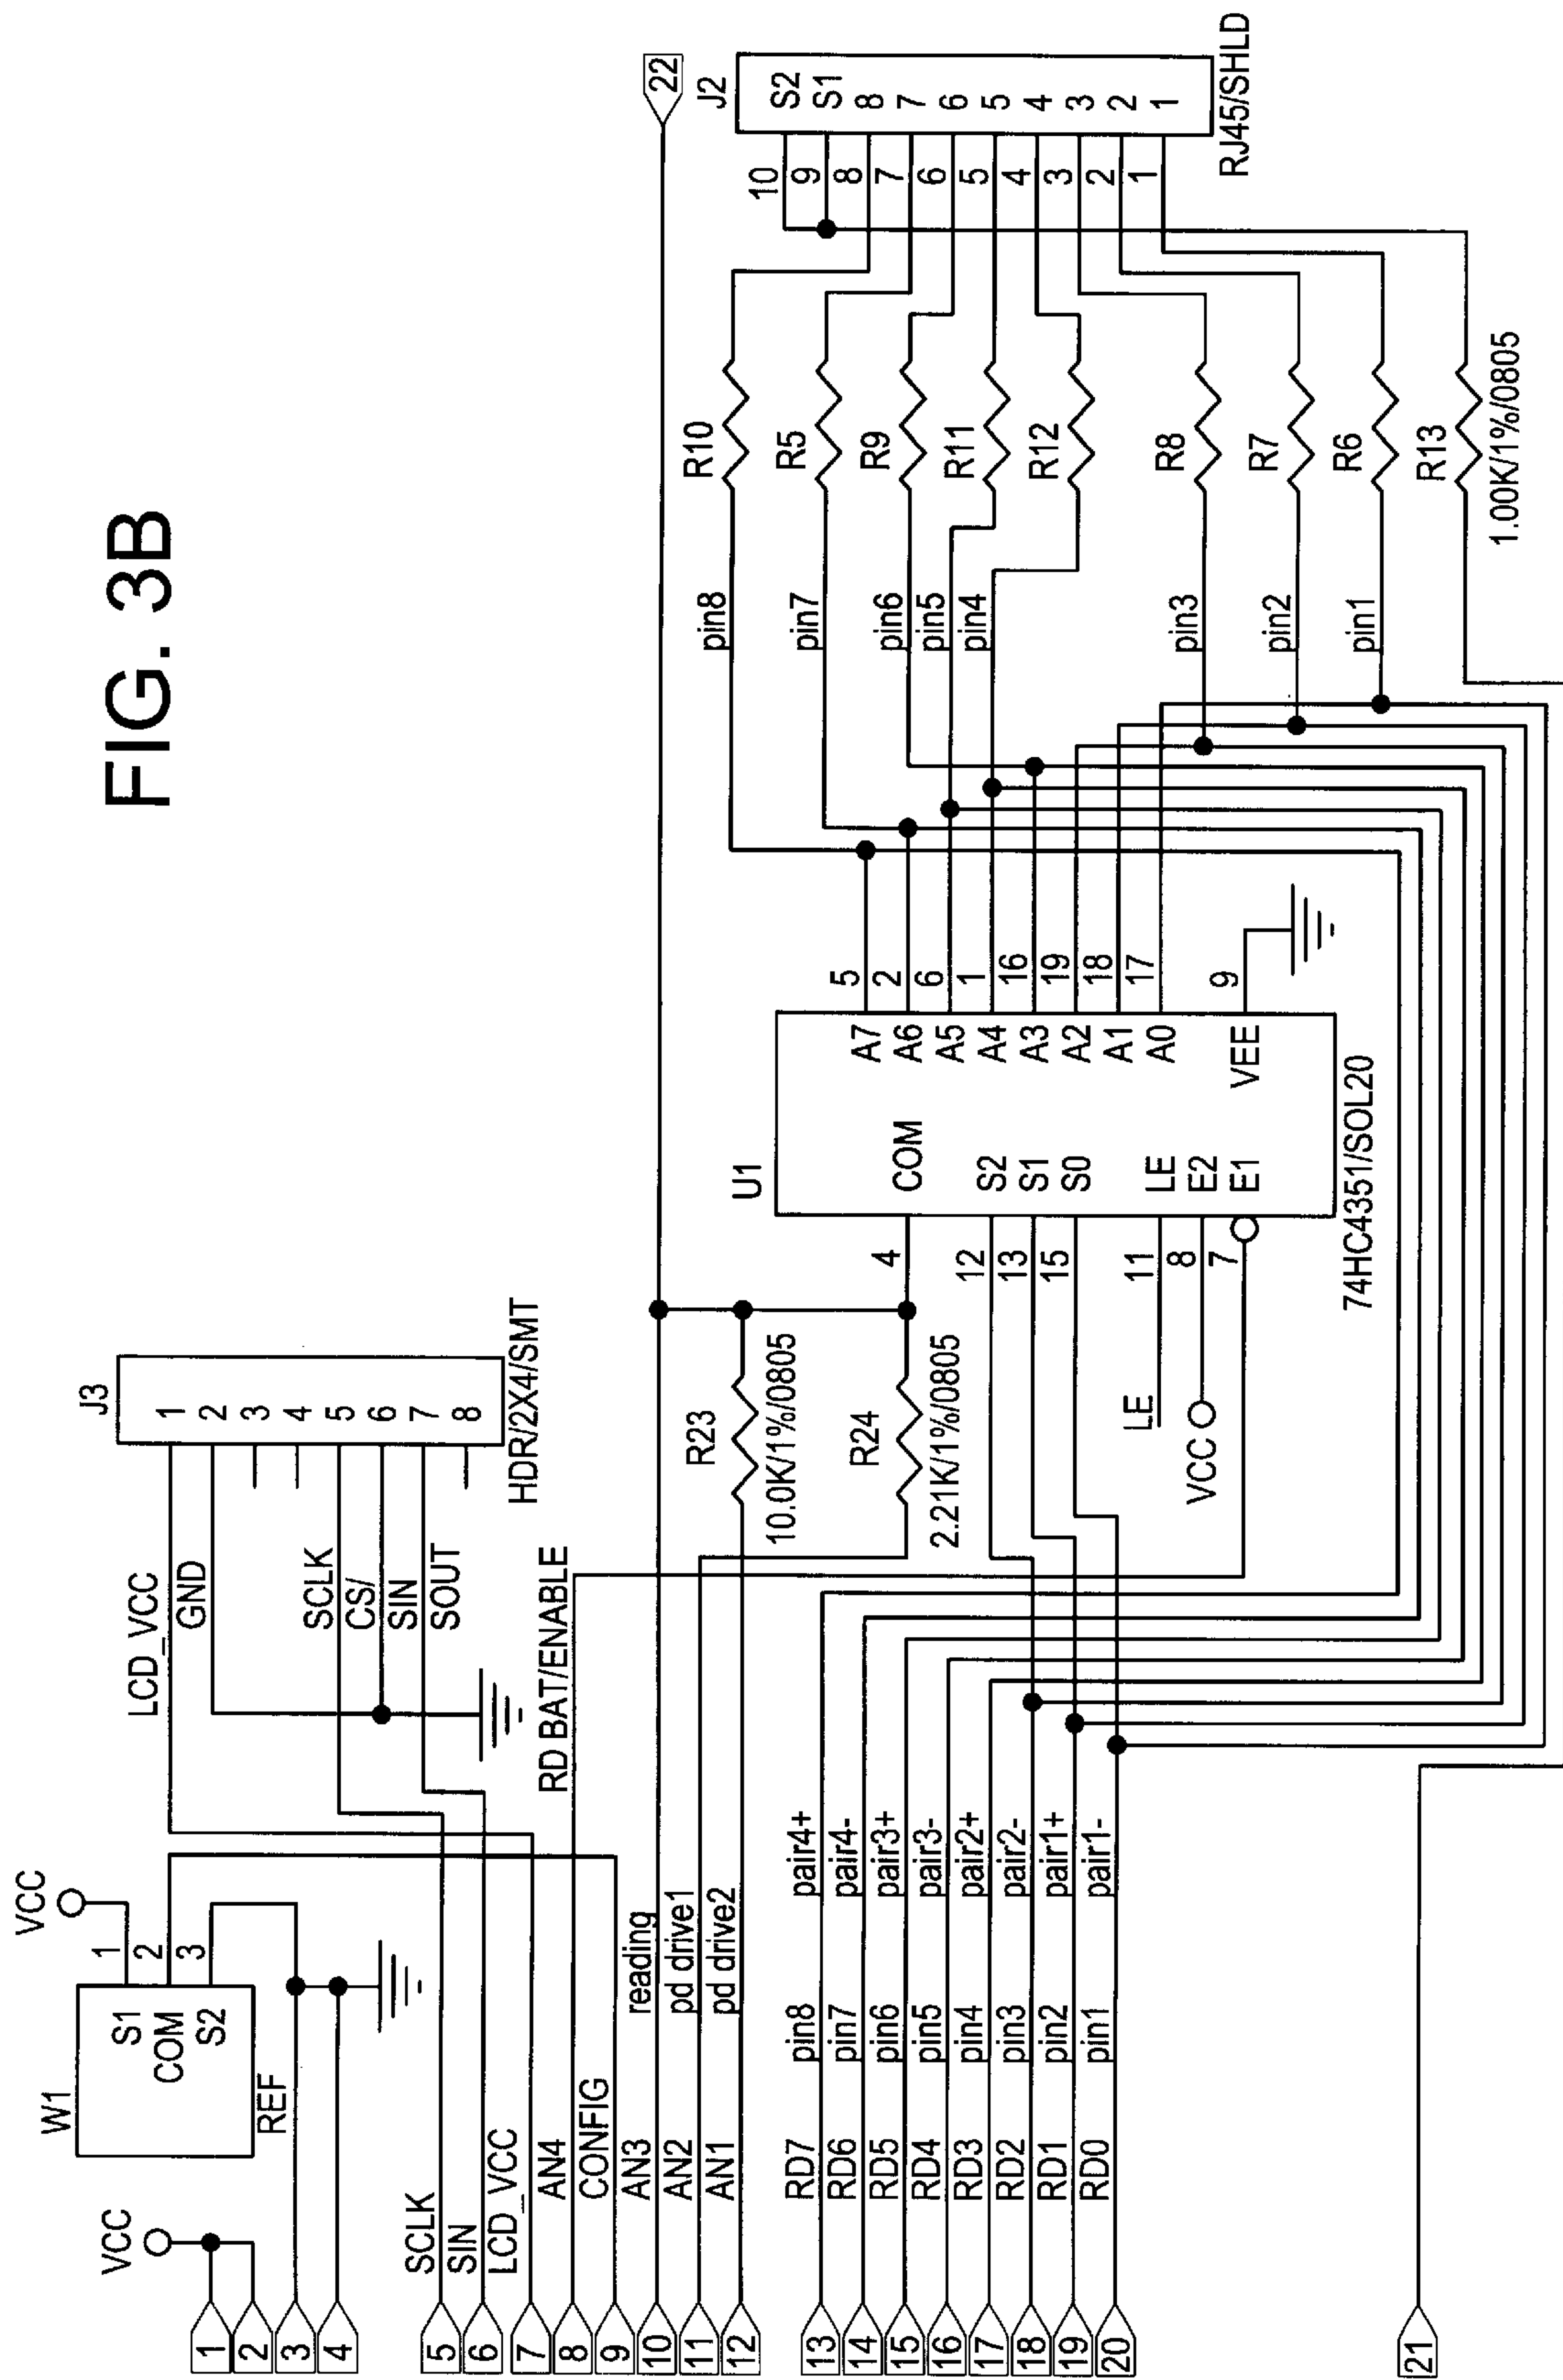 FIG. 3B
VCC
1
2
3
4
W1
S1
COM
S2
REF
1
2
3
VCC
J3
1
2
3
4
5
6
7
8
HDR/2X4/SMT
LCD_VCC
GND
SCLK
CS/
SIN
SOUT
5
SCLK
6
SIN
7
LCD_VCC
8
AN4
RD BAT/ENABLE
9
CONFIG
10
AN3
reading
22
11
AN2
pd drive1
12
AN1
pd drive2
R23
10.0K/1%/0805
R24
2.21K/1%/0805
13
RD7
pin8
pair4+
14
RD6
pin7
pair4-
15
RD5
pin6
pair3+
16
RD4
pin5
pair3-
17
RD3
pin4
pair2+
18
RD2
pin3
pair2-
19
RD1
pin2
pair1+
20
RD0
pin1
pair1-
21
U1
4
COM
12
S2
13
S1
15
S0
11
LE
8
E2
7
E1
LE
VCC
A7
5
A6
2
A5
6
A4
1
A3
16
A2
19
A1
18
A0
17
VEE
9
74HC4351/SOL20
pin8
R10
pin7
R5
pin6
R9
pin5
R11
pin4
R12
pin3
R8
pin2
R7
pin1
R6
R13
1.00K/1%/0805
J2
10
S2
9
S1
8
8
7
7
6
6
5
5
4
4
3
3
2
2
1
1
RJ45/SHLD